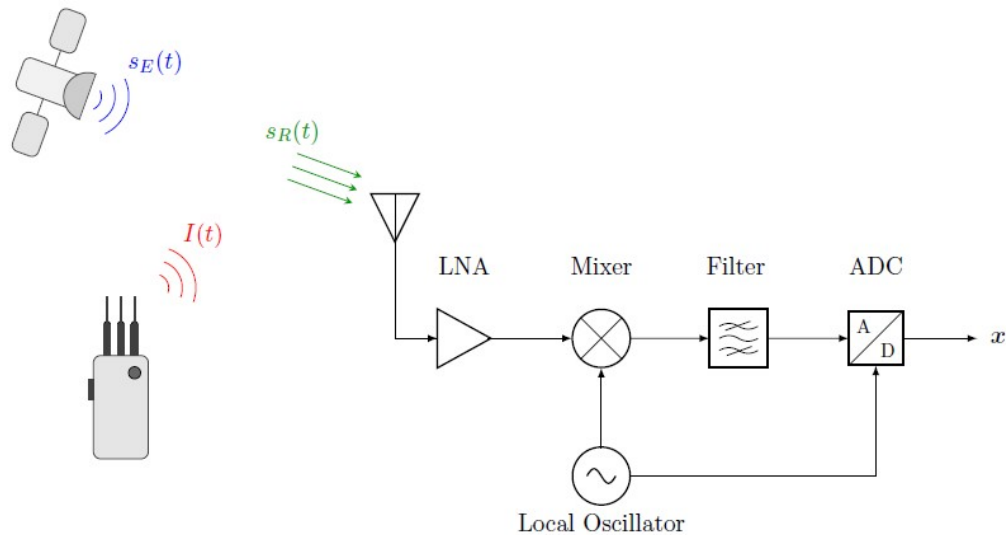 s_E(t)
s_R(t)
I(t)
LNA
Mixer
Filter
ADC
A
D
x
Local Oscillator